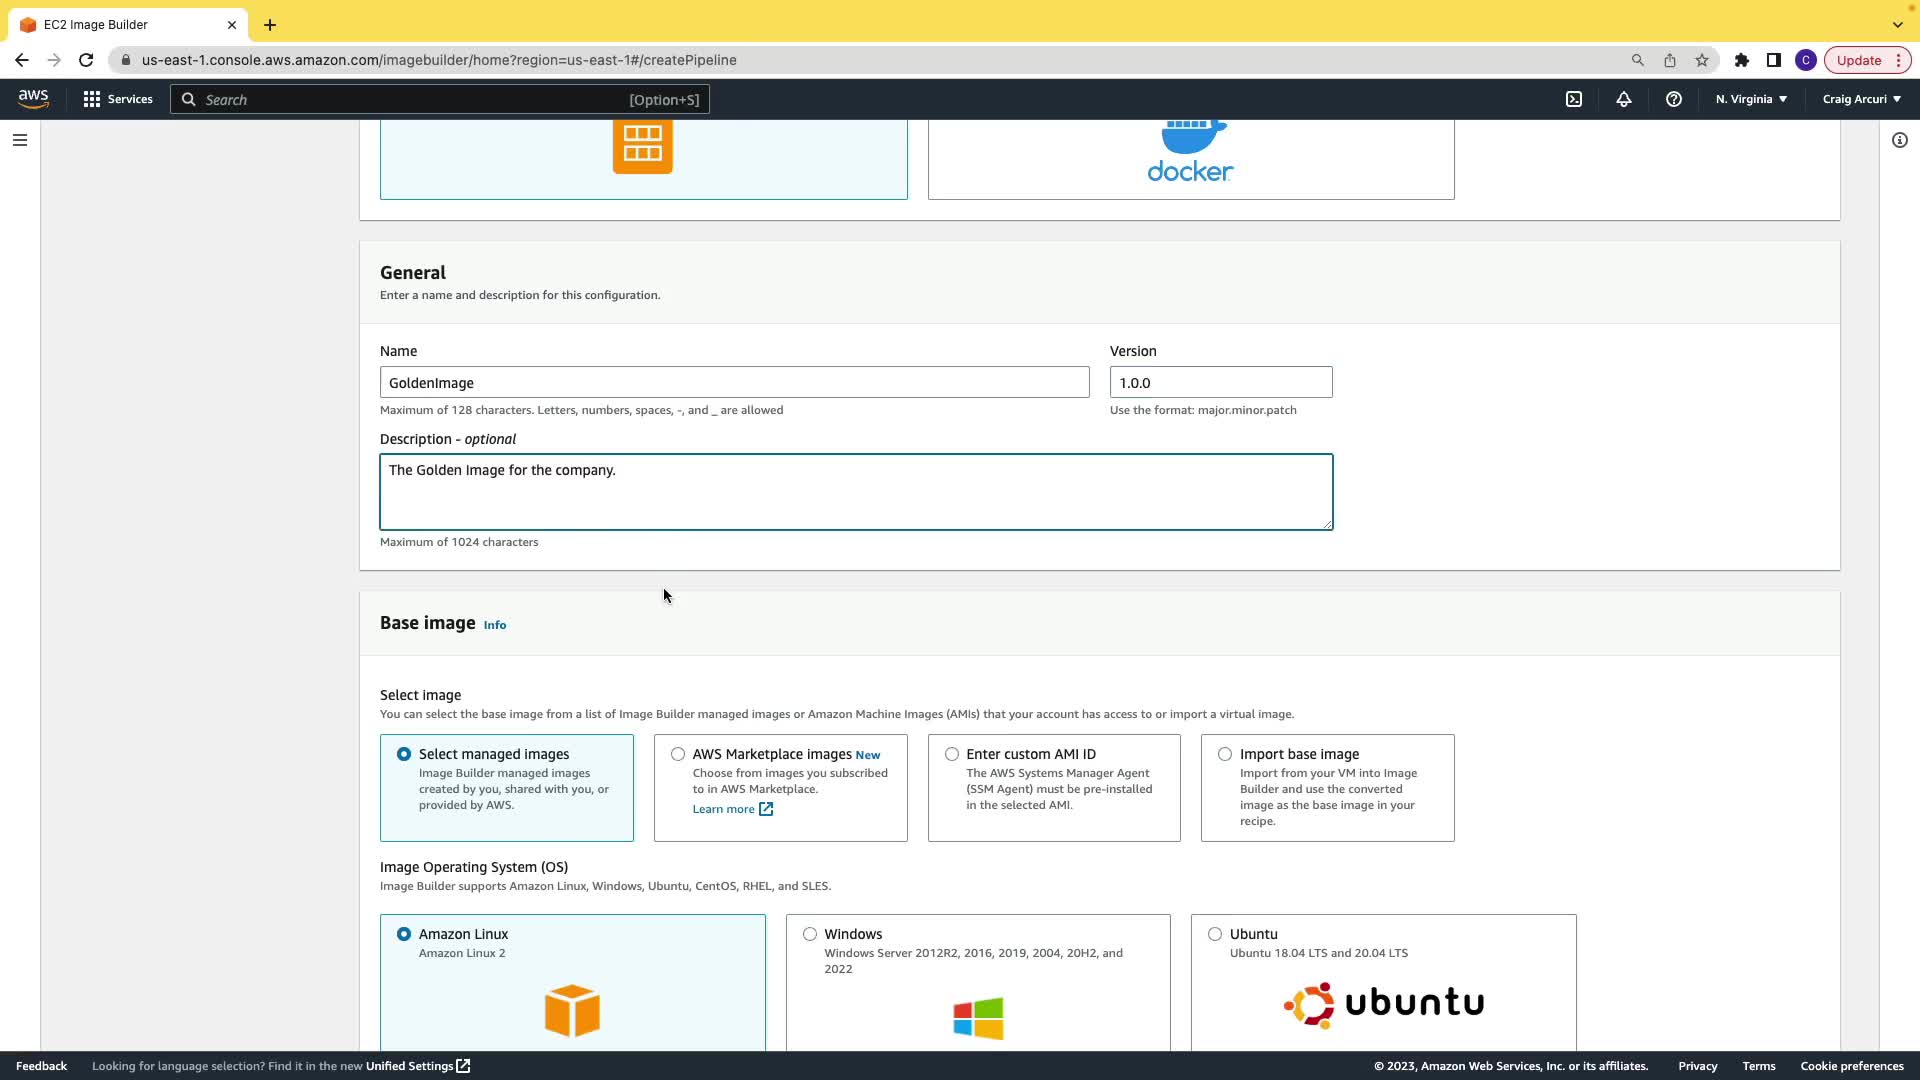 EC2 Image Builder
us-east-1.console.aws.amazon.com/imagebuilder/home?region=us-east-1#/createPipeline
C
Update
aws
Services
Search
[Option+S]
N. Virginia
Craig Arcuri
docker
General
Enter a name and description for this configuration.
Name
Version
GoldenImage
1.0.0
Maximum of 128 characters. Letters, numbers, spaces, -, and _ are allowed
Use the format: major.minor.patch
Description - optional
The Golden Image for the company.
Maximum of 1024 characters
Base image Info
Select image
You can select the base image from a list of Image Builder managed images or Amazon Machine Images (AMIs) that your account has access to or import a virtual image.
Select managed images
Image Builder managed images
created by you, shared with you, or
provided by AWS.
AWS Marketplace images New
Choose from images you subscribed
to in AWS Marketplace.
Learn more
Enter custom AMI ID
The AWS Systems Manager Agent
(SSM Agent) must be pre-installed
in the selected AMI.
Import base image
Import from your VM into Image
Builder and use the converted
image as the base image in your
recipe.
Image Operating System (OS)
Image Builder supports Amazon Linux, Windows, Ubuntu, CentOS, RHEL, and SLES.
Amazon Linux
Amazon Linux 2
Windows
Windows Server 2012R2, 2016, 2019, 2004, 20H2, and
2022
Ubuntu
Ubuntu 18.04 LTS and 20.04 LTS
ubuntu
Feedback
Looking for language selection? Find it in the new Unified Settings
© 2023, Amazon Web Services, Inc. or its affiliates.
Privacy
Terms
Cookie preferences